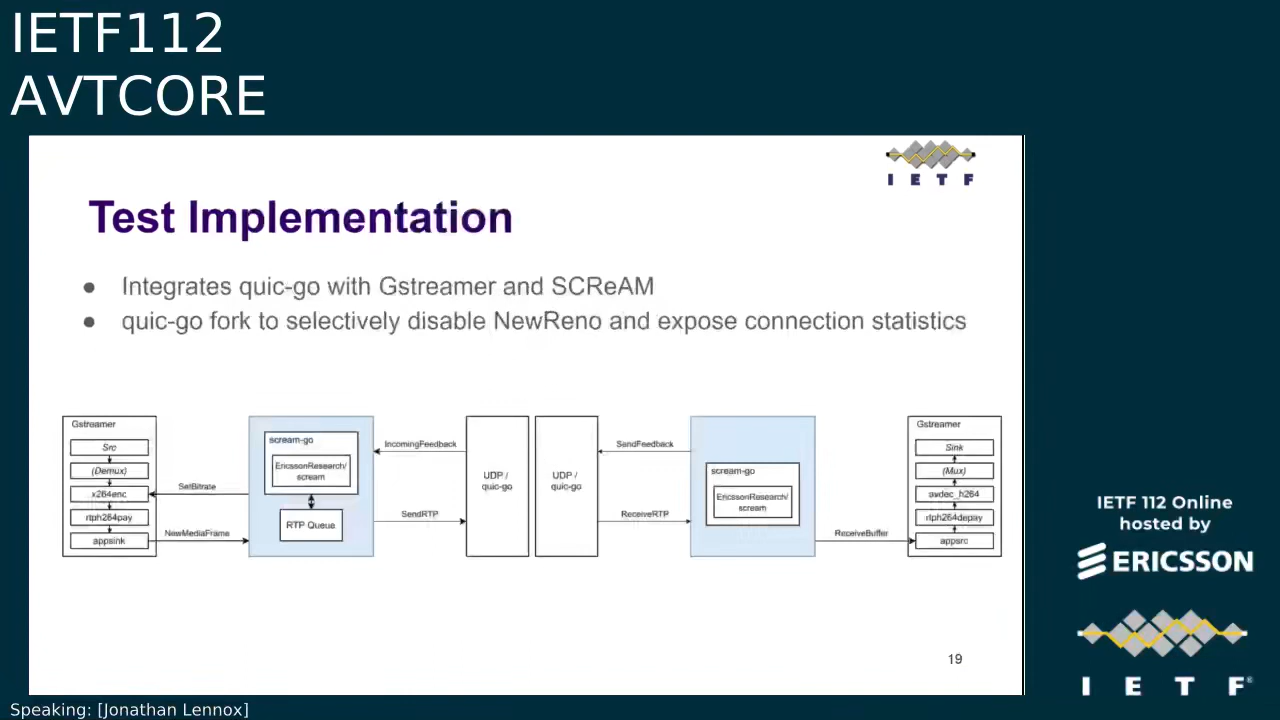 IETF112
AVTCORE
I E T F
Test Implementation
● Integrates quic-go with Gstreamer and SCReAM
● quic-go fork to selectively disable NewReno and expose connection statistics
Gstreamer
Src
(Demux)
x264enc
rtph264pay
appsink
SetBitrate
NewMediaFrame
scream-go
EricssonResearch/
scream
RTP Queue
IncomingFeedback
SendRTP
UDP /
quic-go
UDP /
quic-go
SendFeedback
ReceiveRTP
scream-go
EricssonResearch/
scream
ReceiveBuffer
Gstreamer
Sink
(Mux)
avdec_h264
rtph264depay
appsrc
19
IETF 112 Online
hosted by
ERICSSON
I E T F®
Speaking: [Jonathan Lennox]